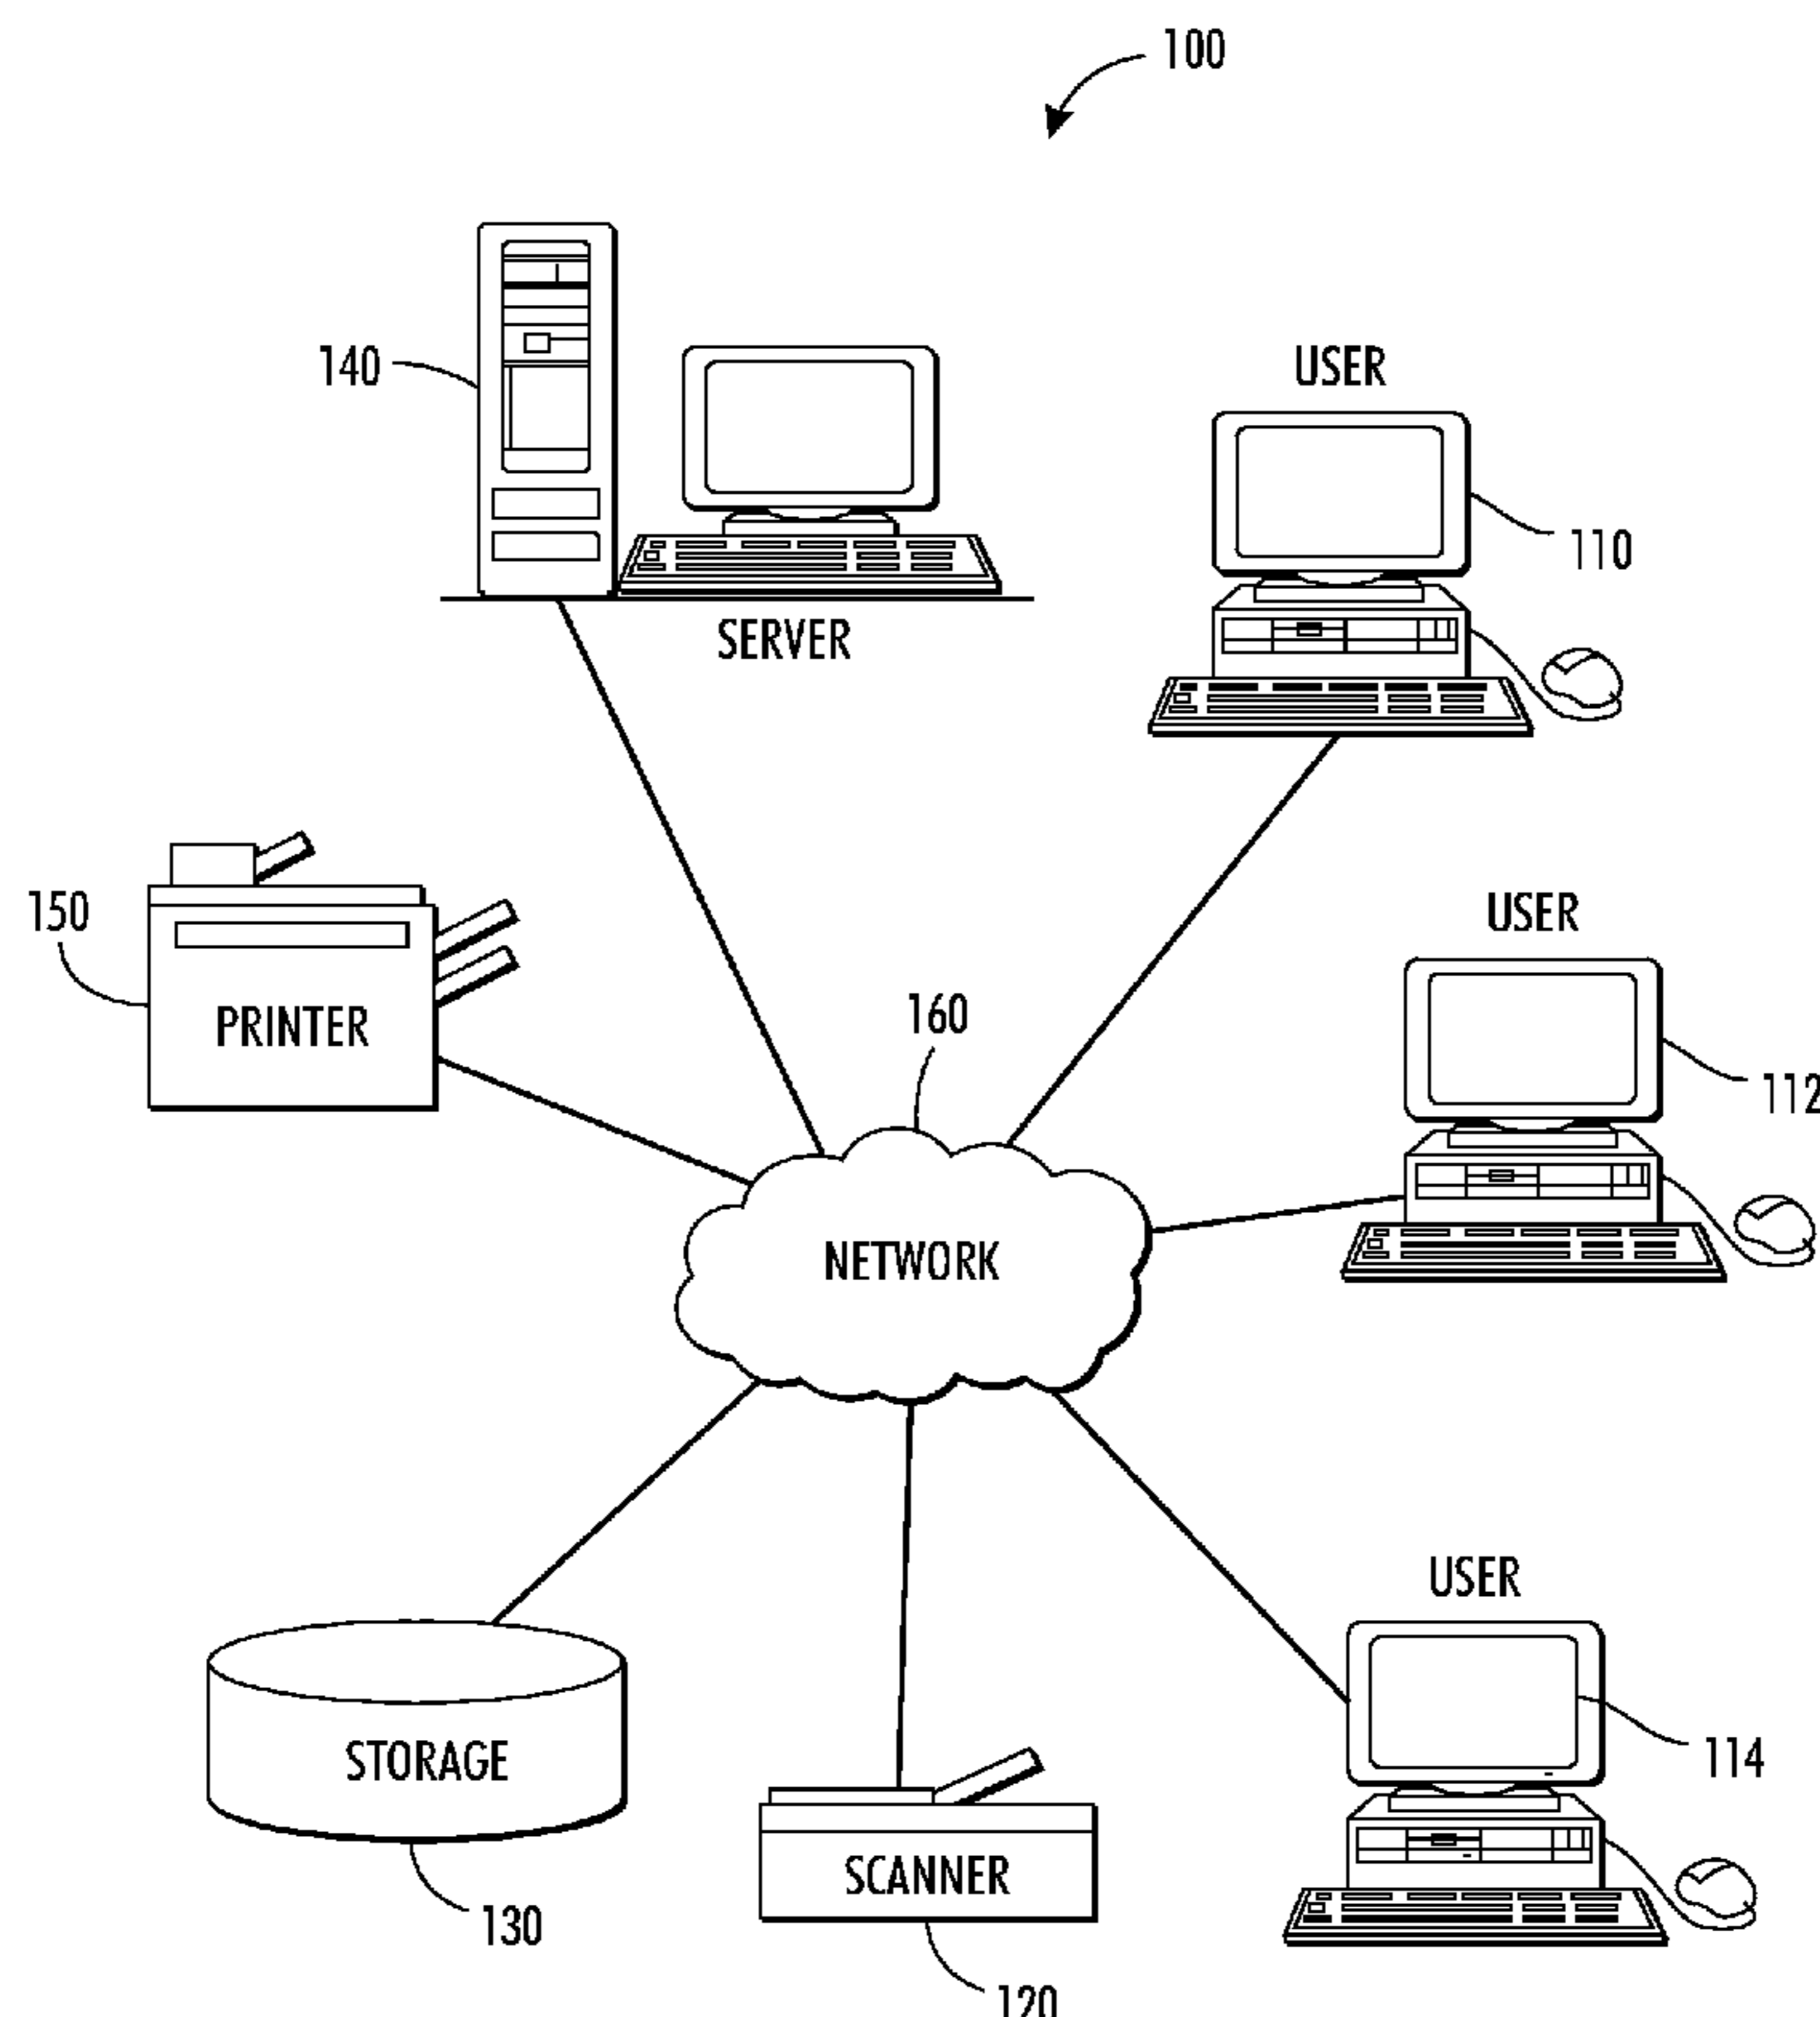 100
140
USER
110
SERVER
150
USER
PRINTER
160
112
NETWORK
USER
STORAGE
114
SCANNER
130
120